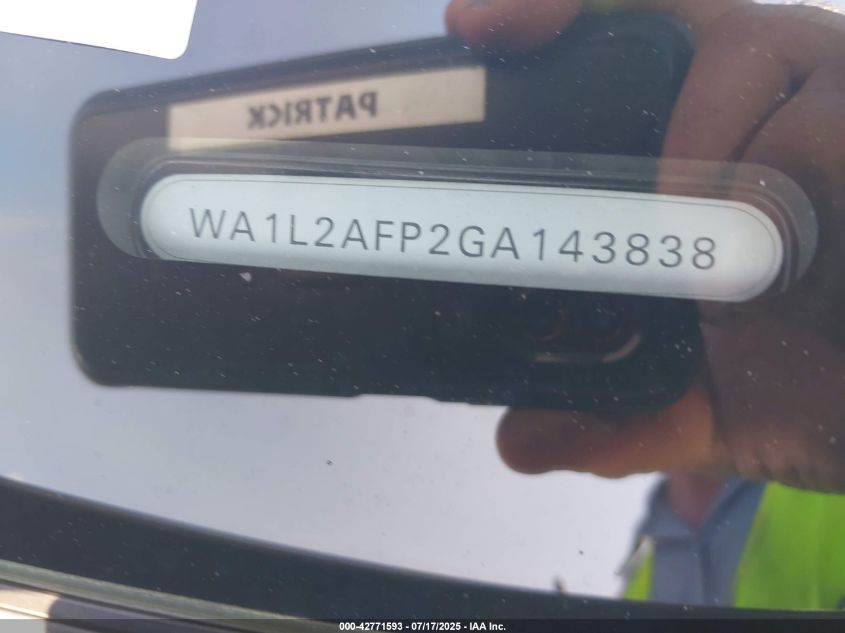 PATRICK
WA1L2AFP2GA143838
000-42771593 - 07/17/2025 - IAA Inc.